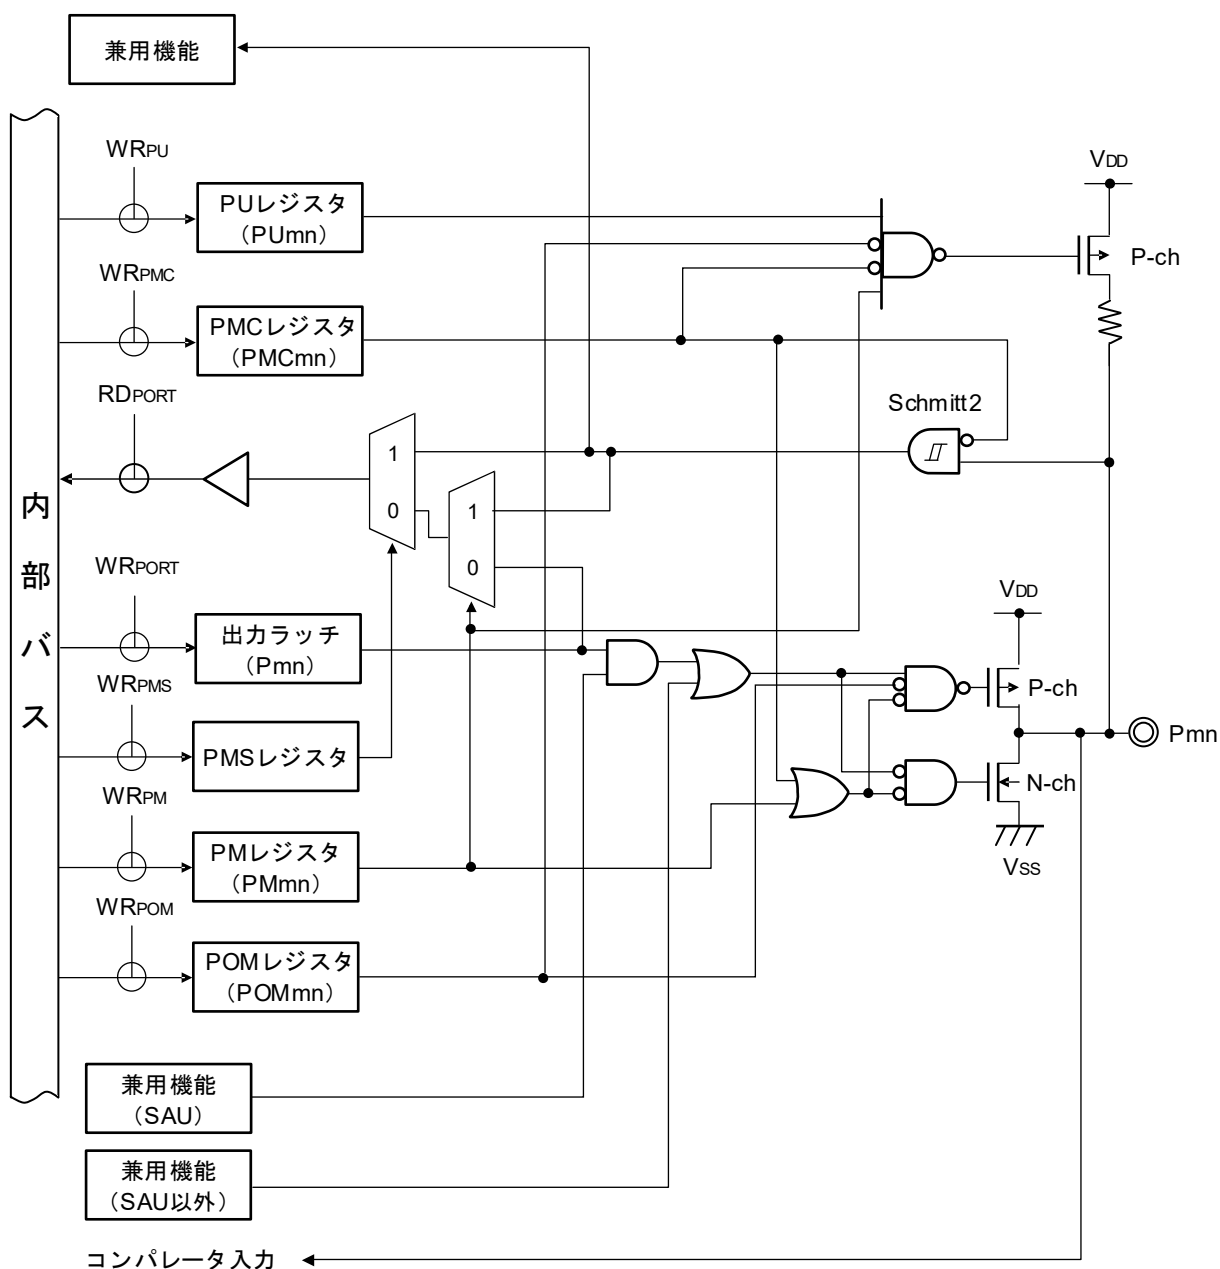 兼用機能
WRPU
VDD
PUレジスタ
(PUmn)
P-ch
WRPMC
PMCレジスタ
(PMCmn)
RDPORT
Schmitt2
1
0
1
0
内部バス
WRPORT
出力ラッチ
(Pmn)
VDD
P-ch
WRPMS
PMSレジスタ
Pmn
N-ch
VSS
WRPM
PMレジスタ
(PMmn)
WRPOM
POMレジスタ
(POMmn)
兼用機能
(SAU)
兼用機能
(SAU以外)
コンパレータ入力